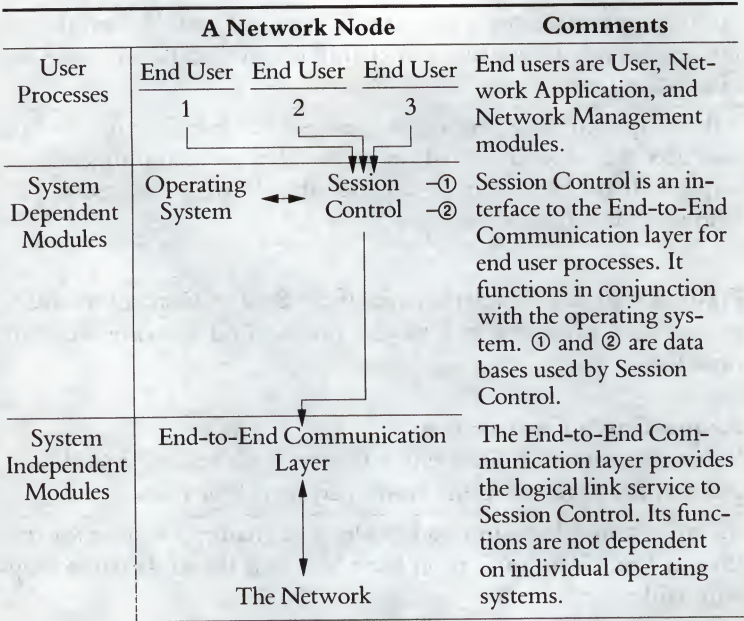 A Network Node
Comments
User
Processes
End User End User End User
1 2 3
End users are User, Net-
work Application, and
Network Management
modules.
System
Dependent
Modules
Operating
System
Session –①
Control –②
Session Control is an in-
terface to the End-to-End
Communication layer for
end user processes. It
functions in conjunction
with the operating sys-
tem. ① and ② are data
bases used by Session
Control.
System
Independent
Modules
End-to-End Communication
Layer
The Network
The End-to-End Com-
munication layer provides
the logical link service to
Session Control. Its func-
tions are not dependent
on individual operating
systems.